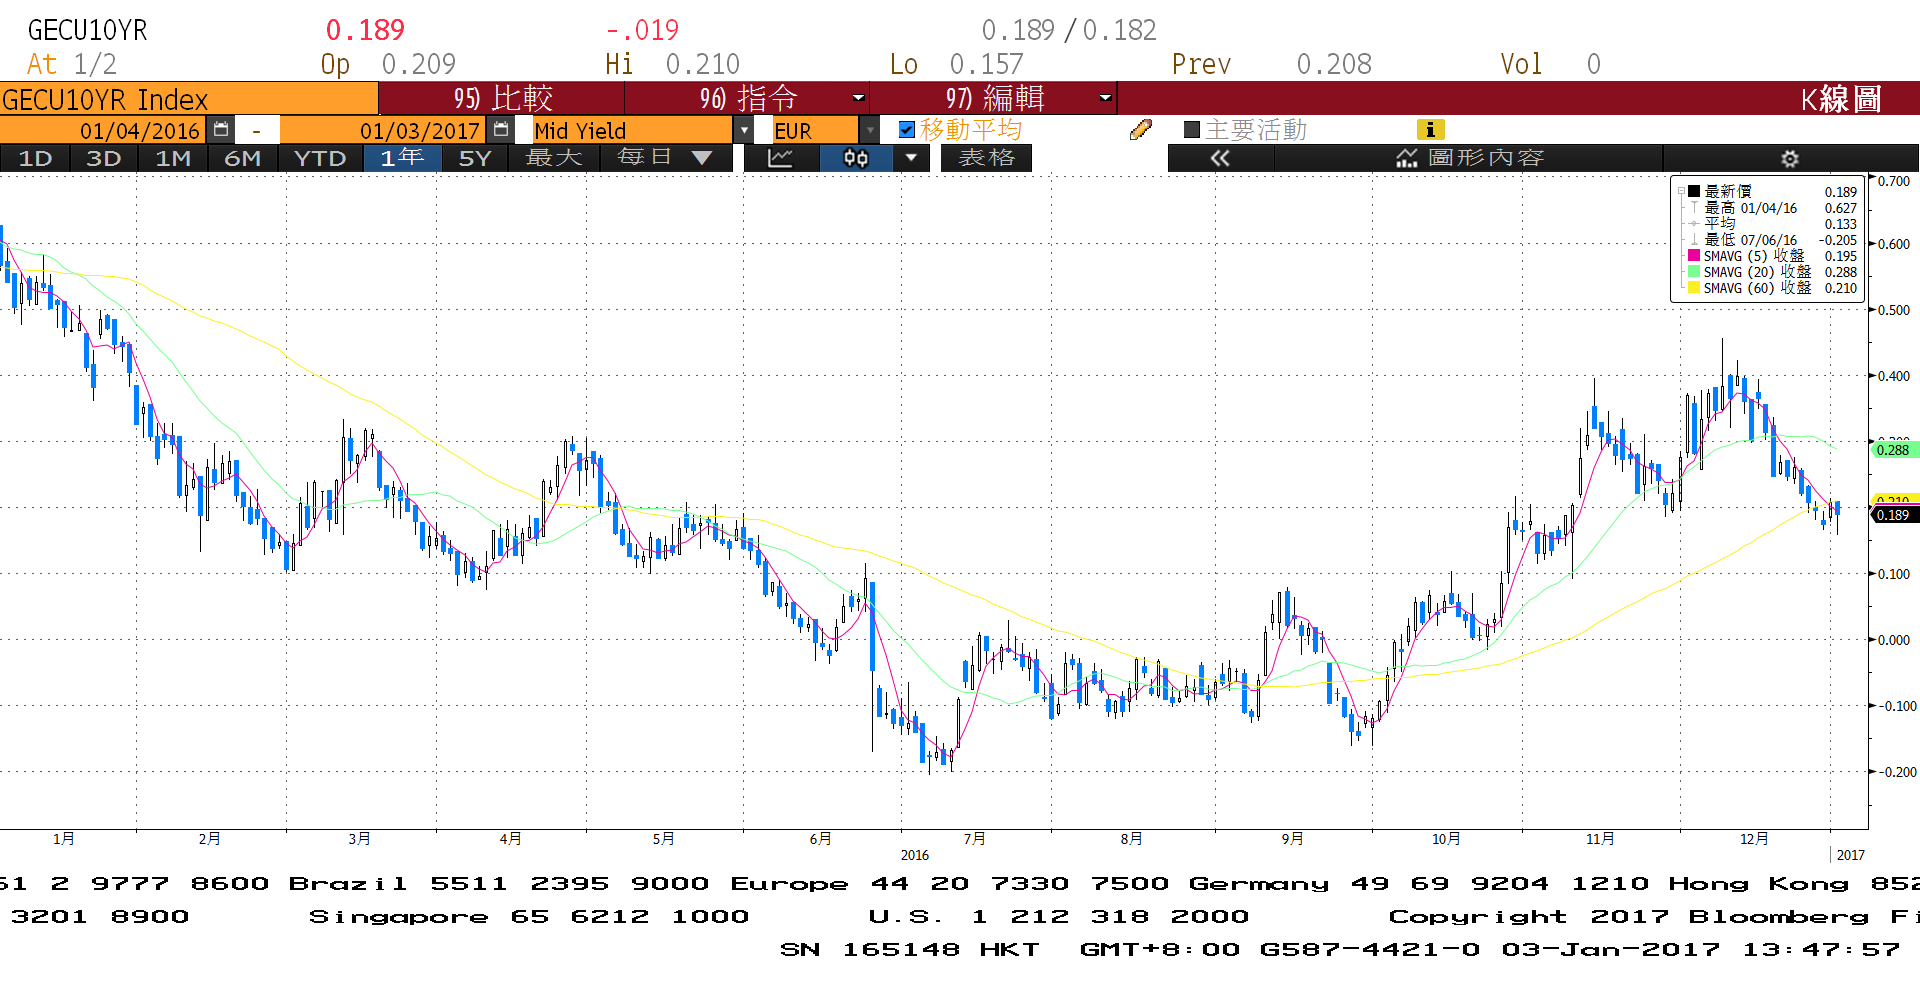 GECU10YR 0.189 -.019 0.189/0.182
At 1/2 Op 0.209 Hi 0.210 Lo 0.157 Prev 0.208 Vol 0
GECU10YR Index 95) 比較 96) 指令 97) 編輯 K線圖
01/04/2016 - 01/03/2017 Mid Yield EUR 移動平均 主要活動 i
1D 3D 1M 6M YTD 1年 5Y 最大 每日 表格 « 圖形內容
0.700
最新價 0.189
最高 01/04/16 0.627
平均 0.133
最低 07/06/16 -0.205
SMAVG (5) 收盤 0.195
SMAVG (20) 收盤 0.288
SMAVG (60) 收盤 0.210
0.600
0.500
0.400
0.288
0.210
0.189
0.100
0.000
-0.100
-0.200
1月 2月 3月 4月 5月 6月 7月 8月 9月 10月 11月 12月
2016 2017
61 2 9777 8600 Brazil 5511 2395 9000 Europe 44 20 7330 7500 Germany 49 69 9204 1210 Hong Kong 852
3201 8900 Singapore 65 6212 1000 U.S. 1 212 318 2000 Copyright 2017 Bloomberg Fi
SN 165148 HKT GMT+8:00 G587-4421-0 03-Jan-2017 13:47:57